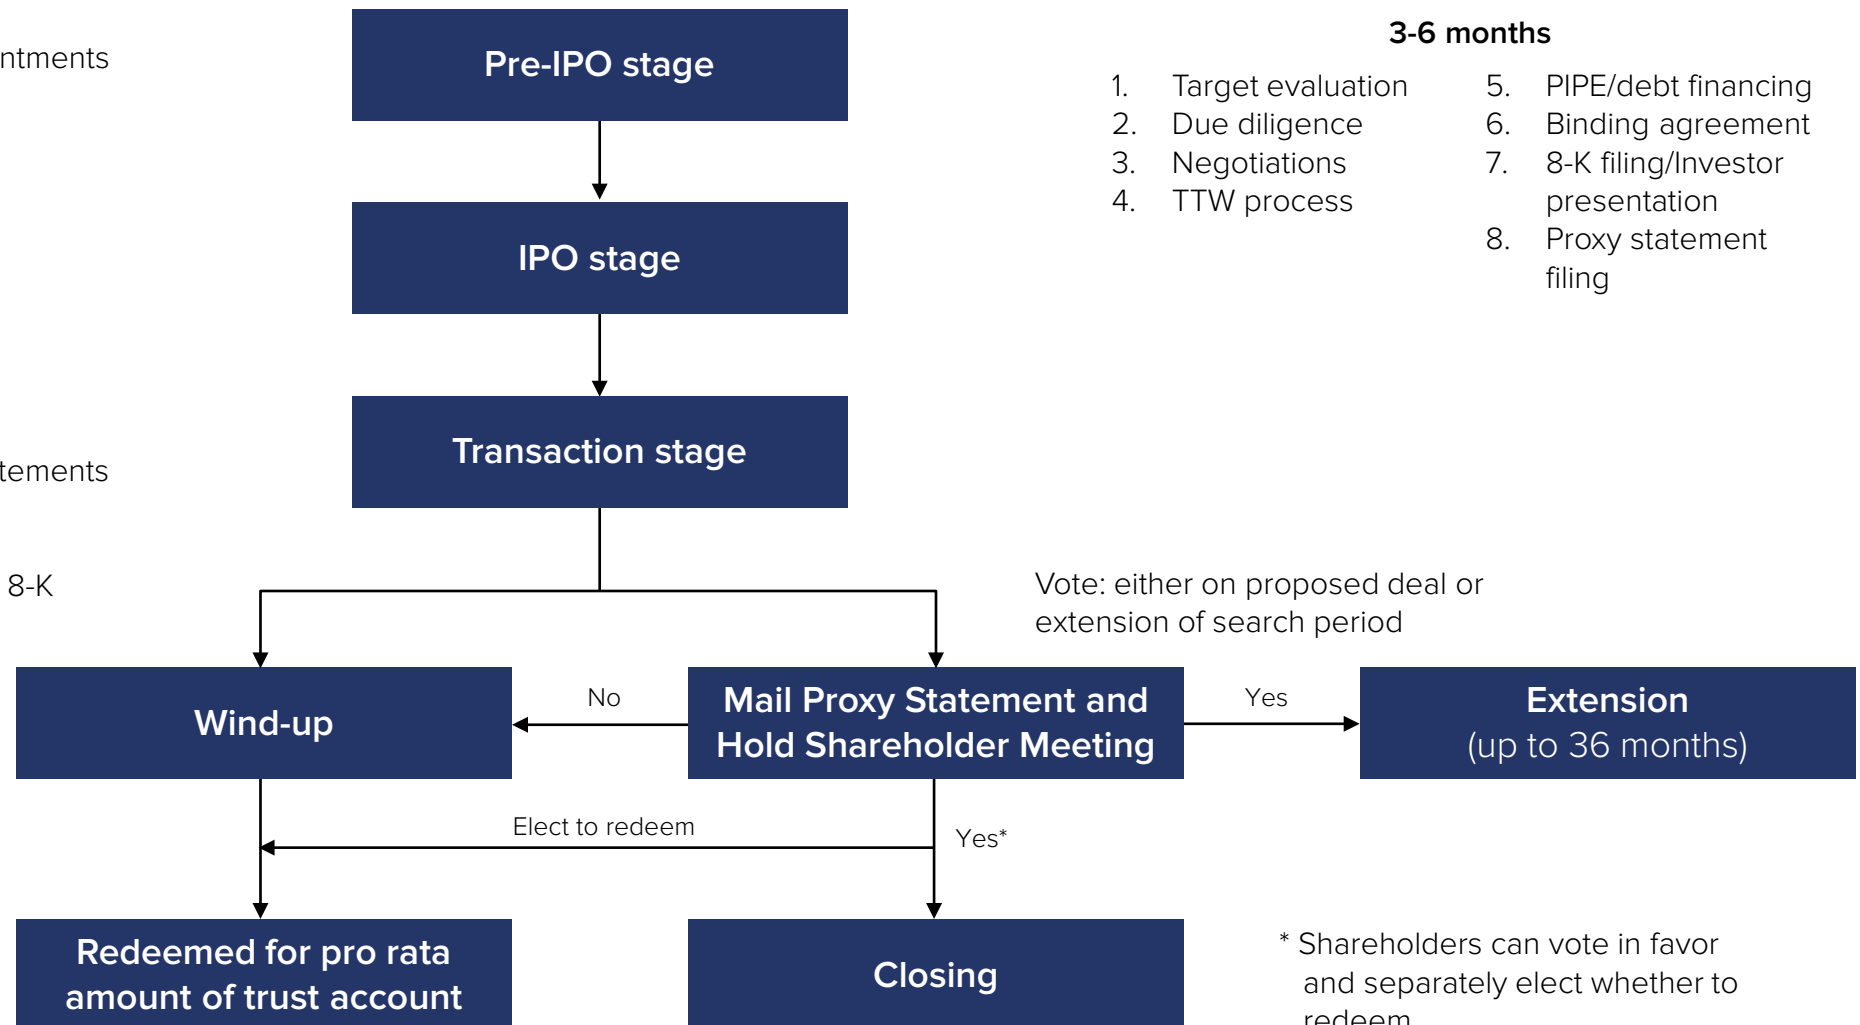 Pre-IPO stage
3-6 months
1. Target evaluation
2. Due diligence
3. Negotiations
4. TTW process
5. PIPE/debt financing
6. Binding agreement
7. 8-K filing/Investor
presentation
8. Proxy statement
filing
IPO stage
Transaction stage
8-K
Vote: either on proposed deal or
extension of search period
Wind-up
No
Mail Proxy Statement and
Hold Shareholder Meeting
Yes
Extension
(up to 36 months)
Elect to redeem
Yes*
Redeemed for pro rata
amount of trust account
Closing
* Shareholders can vote in favor
and separately elect whether to
redeem